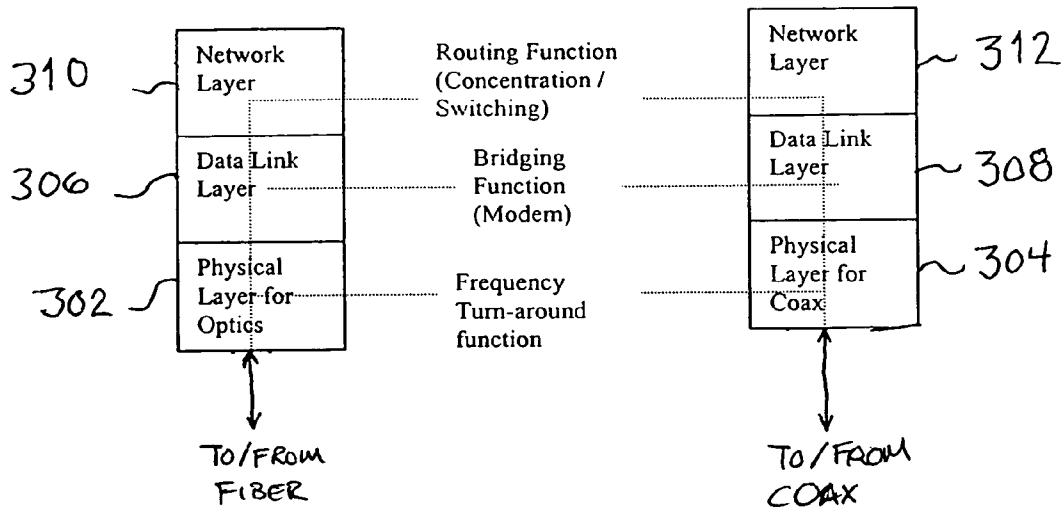 310
Network
Layer
Routing Function
(Concentration /
Switching)
Network
Layer
312
306
Data Link
Layer
Bridging
Function
(Modem)
Data Link
Layer
308
302
Physical
Layer for
Optics
Frequency
Turn-around
function
Physical
Layer for
Coax
304
TO/FROM
FIBER
TO/FROM
COAX